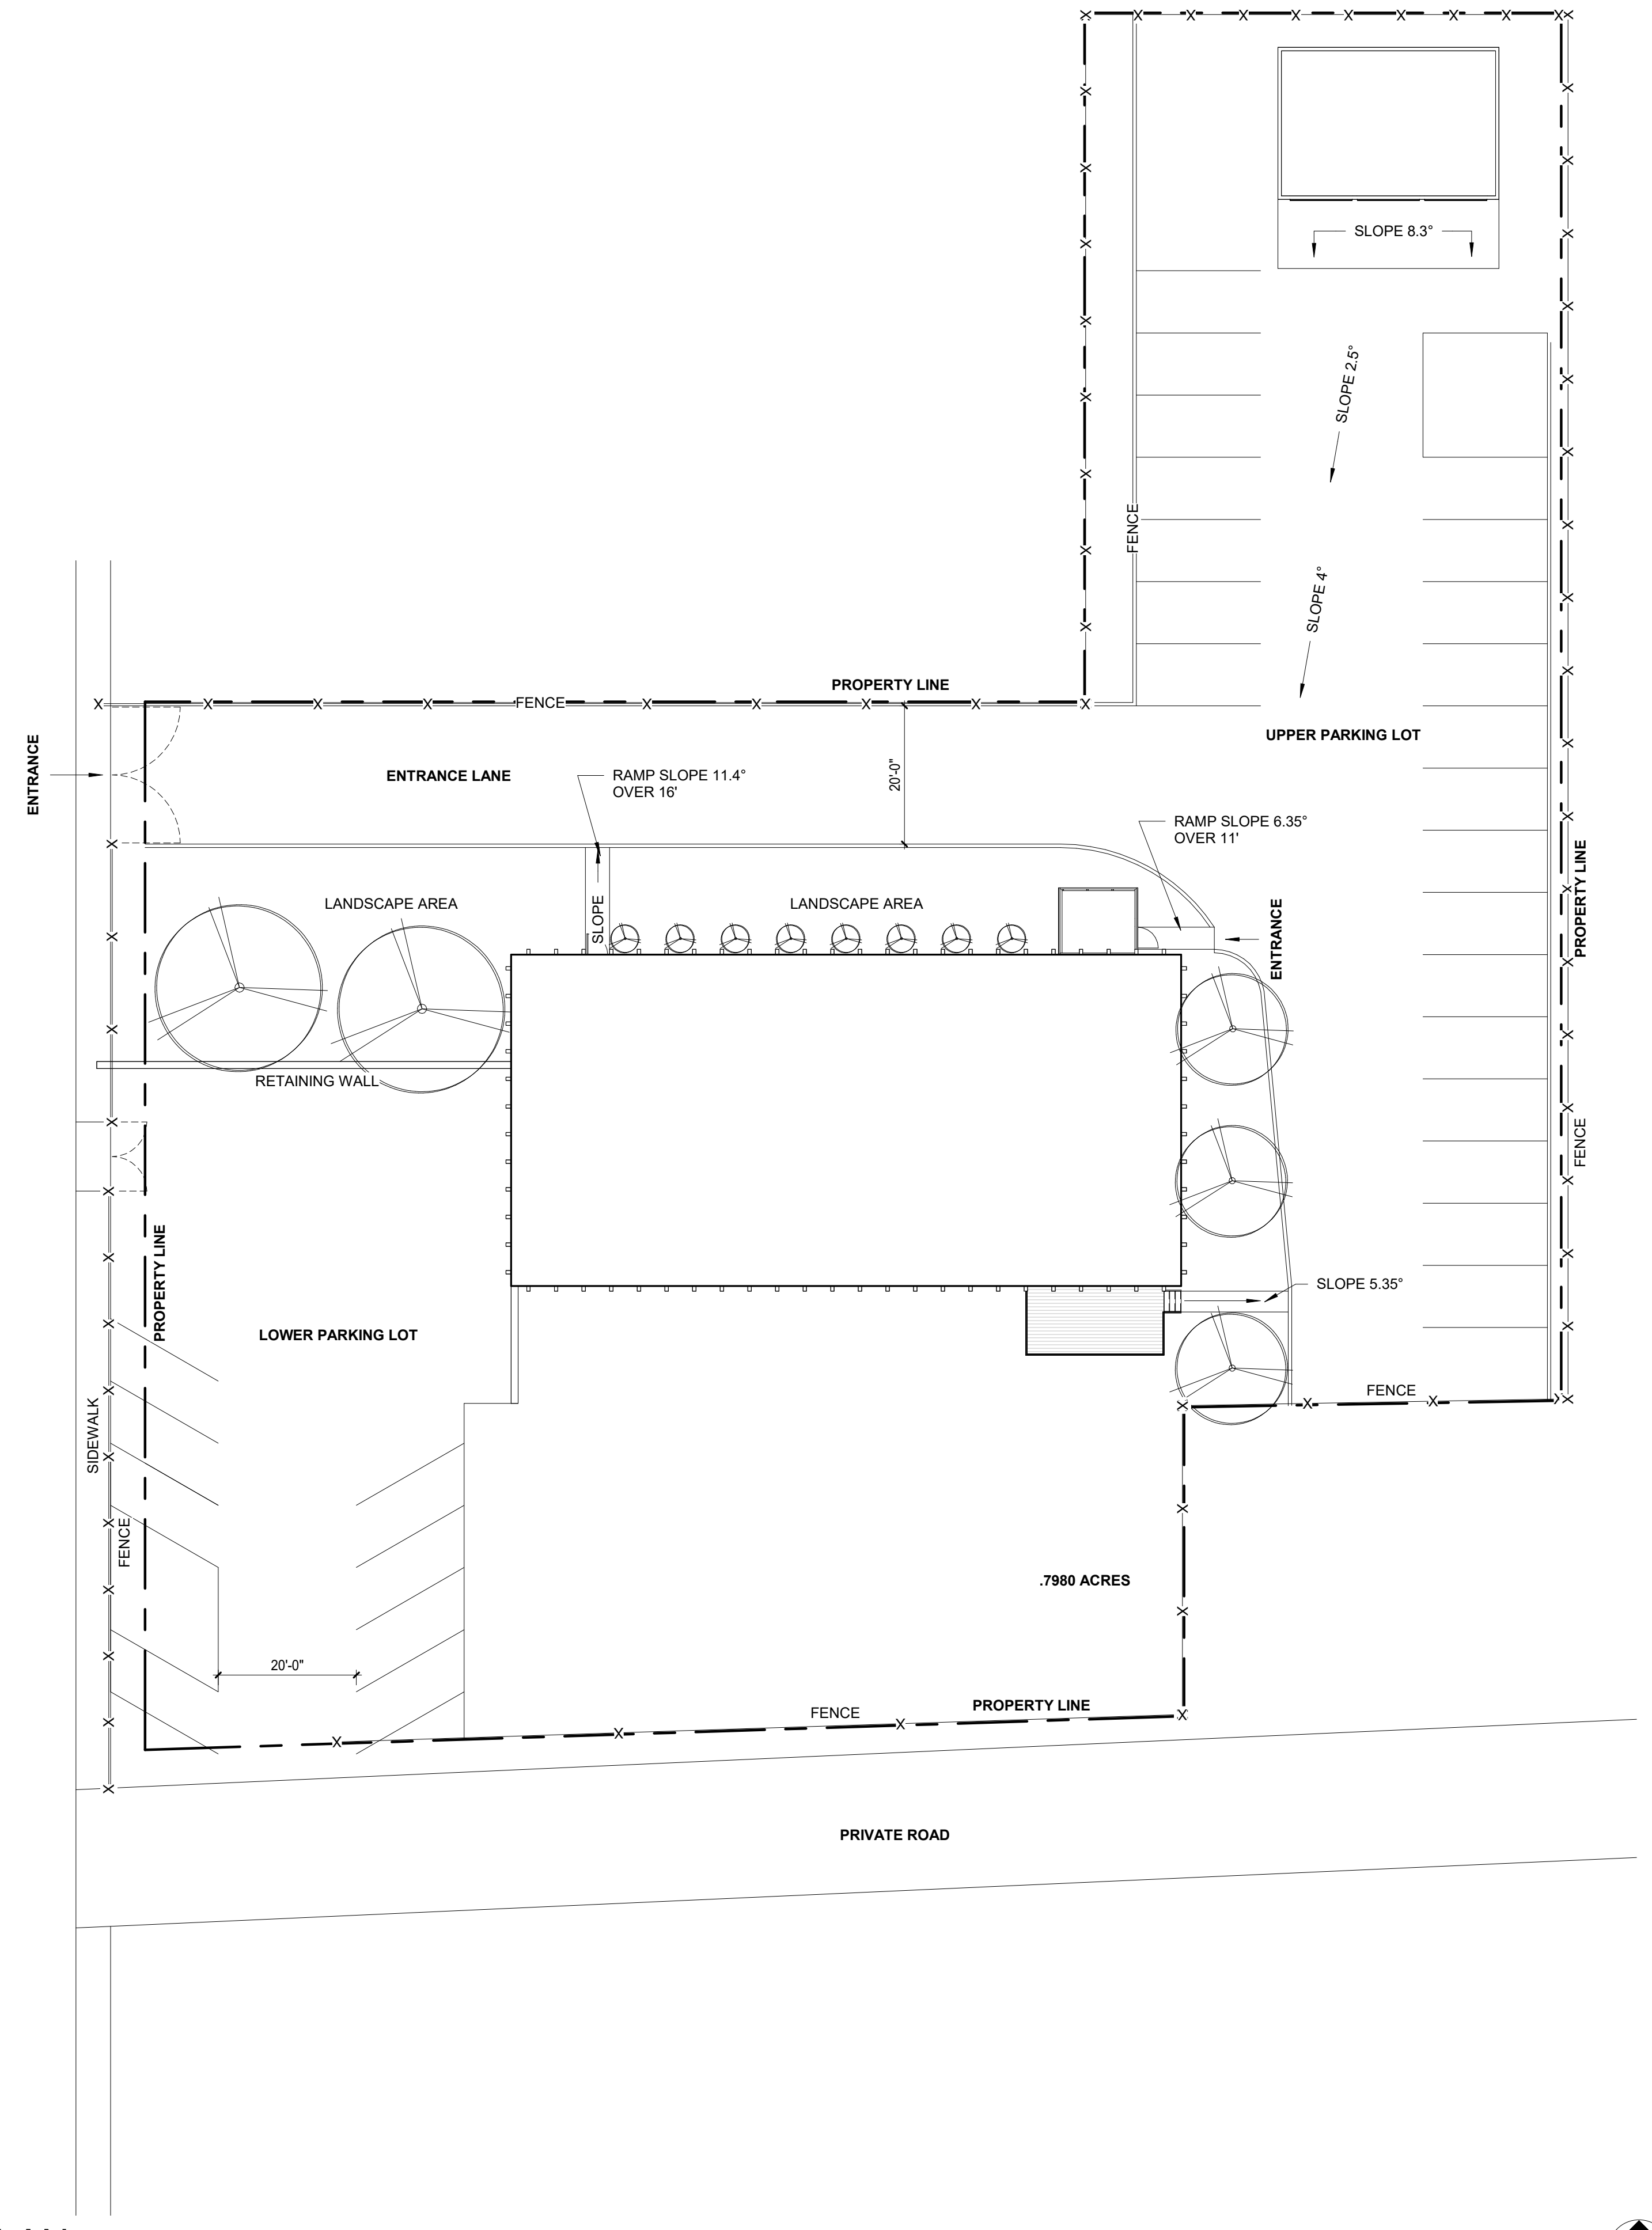 SLOPE 8.3°
SLOPE 2.5°
FENCE
SLOPE 4°
PROPERTY LINE
FENCE
UPPER PARKING LOT
ENTRANCE
ENTRANCE LANE
RAMP SLOPE 11.4°
OVER 16'
20'-0"
RAMP SLOPE 6.35°
OVER 11'
PROPERTY LINE
LANDSCAPE AREA
SLOPE
LANDSCAPE AREA
ENTRANCE
RETAINING WALL
FENCE
PROPERTY LINE
SLOPE 5.35°
LOWER PARKING LOT
FENCE
SIDEWALK
FENCE
.7980 ACRES
20'-0"
FENCE
PROPERTY LINE
PRIVATE ROAD